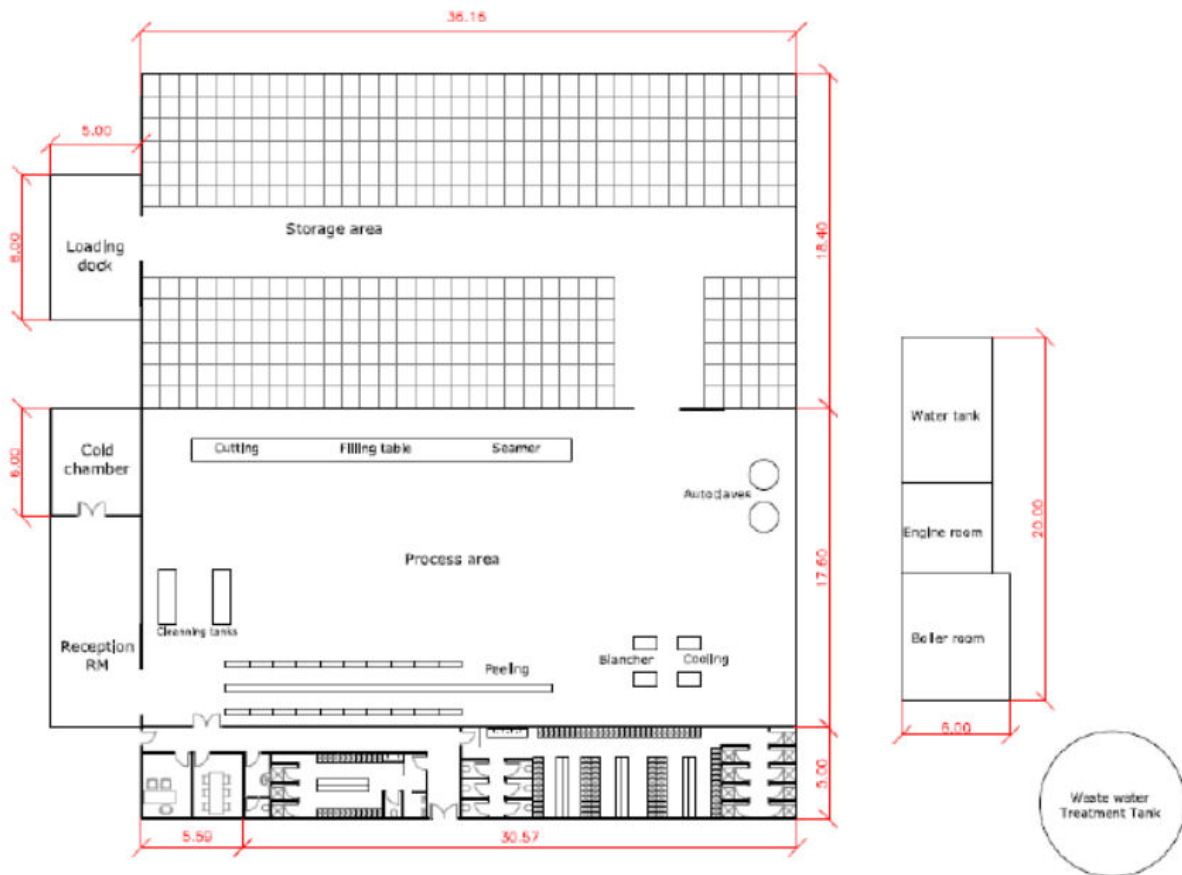 36.16
5.00
Storage area
Loading
dock
8.00
18.40
Cold
chamber
6.00
Cutting
Filling table
Seamer
Autoclaves
Water tank
Engine room
20.00
Process area
17.60
Cleanning tanks
Reception
RM
Peeling
Blancher
Cooling
Boiler room
6.00
5.00
5.59
30.57
Waste water
Treatment Tank